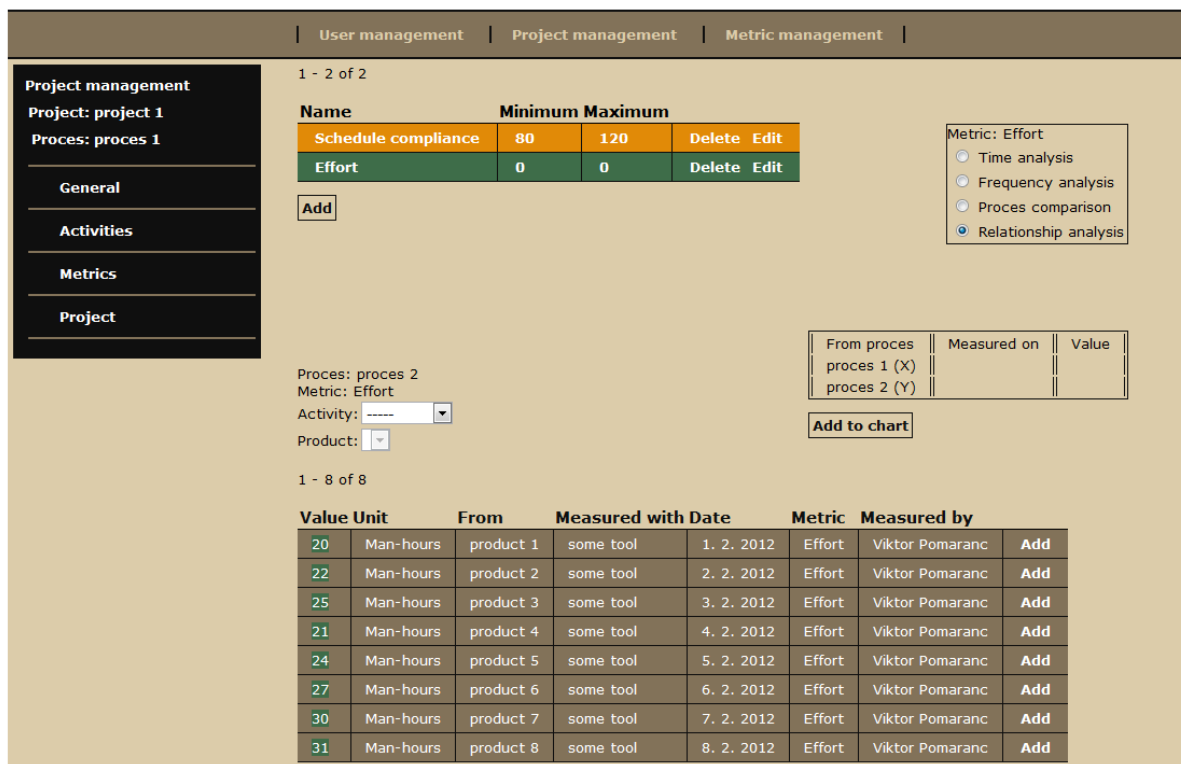 User management | Project management | Metric management
Project management
Project: project 1
Proces: proces 1
General
Activities
Metrics
Project
1 - 2 of 2
Name Minimum Maximum
Schedule compliance 80 120 Delete Edit
Effort 0 0 Delete Edit
Add
Metric: Effort
Time analysis
Frequency analysis
Proces comparison
Relationship analysis
From proces Measured on Value
proces 1 (X)
proces 2 (Y)
Add to chart
Proces: proces 2
Metric: Effort
Activity: -----
Product:
1 - 8 of 8
Value Unit From Measured with Date Metric Measured by
20 Man-hours product 1 some tool 1. 2. 2012 Effort Viktor Pomaranc Add
22 Man-hours product 2 some tool 2. 2. 2012 Effort Viktor Pomaranc Add
25 Man-hours product 3 some tool 3. 2. 2012 Effort Viktor Pomaranc Add
21 Man-hours product 4 some tool 4. 2. 2012 Effort Viktor Pomaranc Add
24 Man-hours product 5 some tool 5. 2. 2012 Effort Viktor Pomaranc Add
27 Man-hours product 6 some tool 6. 2. 2012 Effort Viktor Pomaranc Add
30 Man-hours product 7 some tool 7. 2. 2012 Effort Viktor Pomaranc Add
31 Man-hours product 8 some tool 8. 2. 2012 Effort Viktor Pomaranc Add